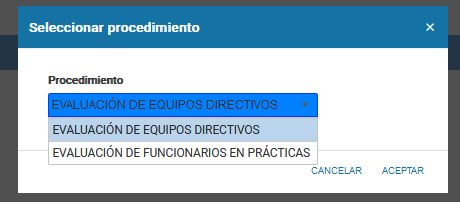 Seleccionar procedimiento ×
Procedimiento
EVALUACIÓN DE EQUIPOS DIRECTIVOS
EVALUACIÓN DE EQUIPOS DIRECTIVOS
EVALUACIÓN DE FUNCIONARIOS EN PRÁCTICAS
CANCELAR ACEPTAR